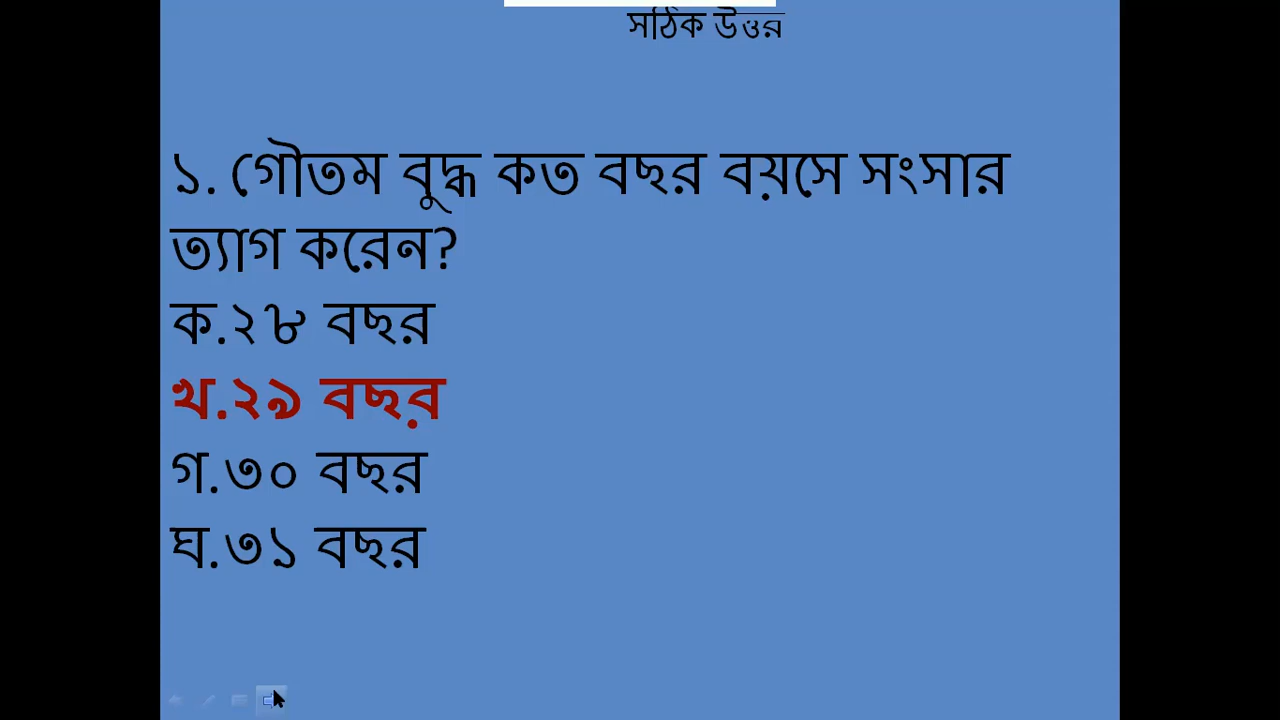 সঠিক উত্তর
১. গৌতম বুদ্ধ কত বছর বয়সে সংসার
ত্যাগ করেন?
ক.২৮ বছর
খ.২৯ বছর
গ.৩০ বছর
ঘ.৩১ বছর